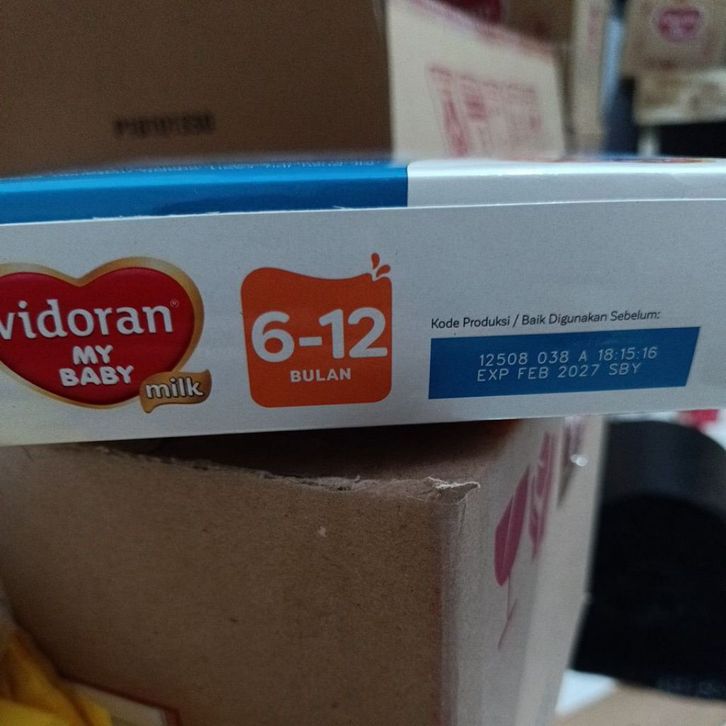 vidoran
MY
BABY
milk
6-12
BULAN
Kode Produksi / Baik Digunakan Sebelum:
12508 038 A 18:15:16
EXP FEB 2027 SBY